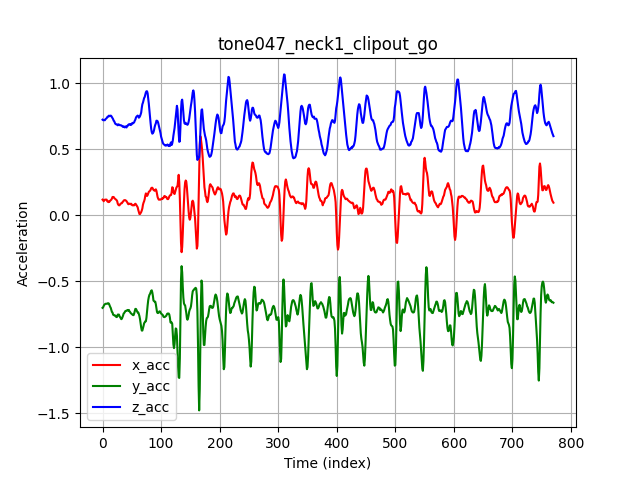 tone047_neck1_clipout_go
Acceleration
1.0
0.5
0.0
−0.5
−1.0
−1.5
x_acc
y_acc
z_acc
0 100 200 300 400 500 600 700 800
Time (index)